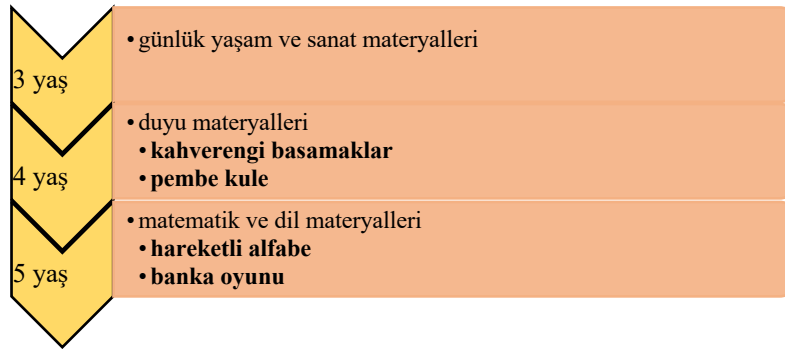 3 yaş
• günlük yaşam ve sanat materyalleri
4 yaş
• duyu materyalleri
• kahverengi basamaklar
• pembe kule
5 yaş
• matematik ve dil materyalleri
• hareketli alfabe
• banka oyunu